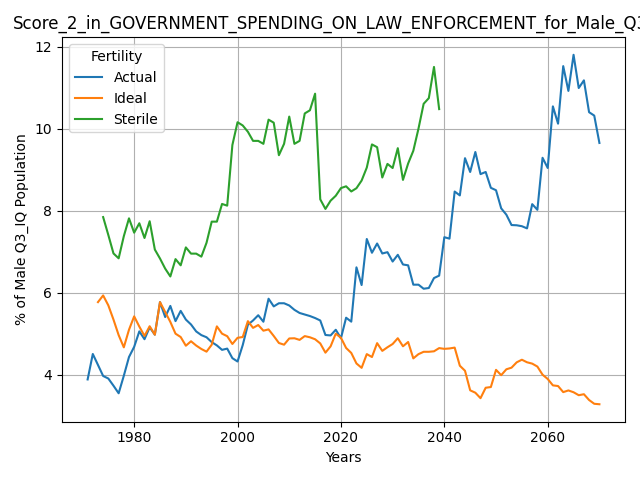 Score_2_in_GOVERNMENT_SPENDING_ON_LAW_ENFORCEMENT_for_Male_Q3
Fertility
Actual
Ideal
Sterile
% of Male Q3_IQ Population
12
10
8
6
4
1980
2000
2020
2040
2060
Years